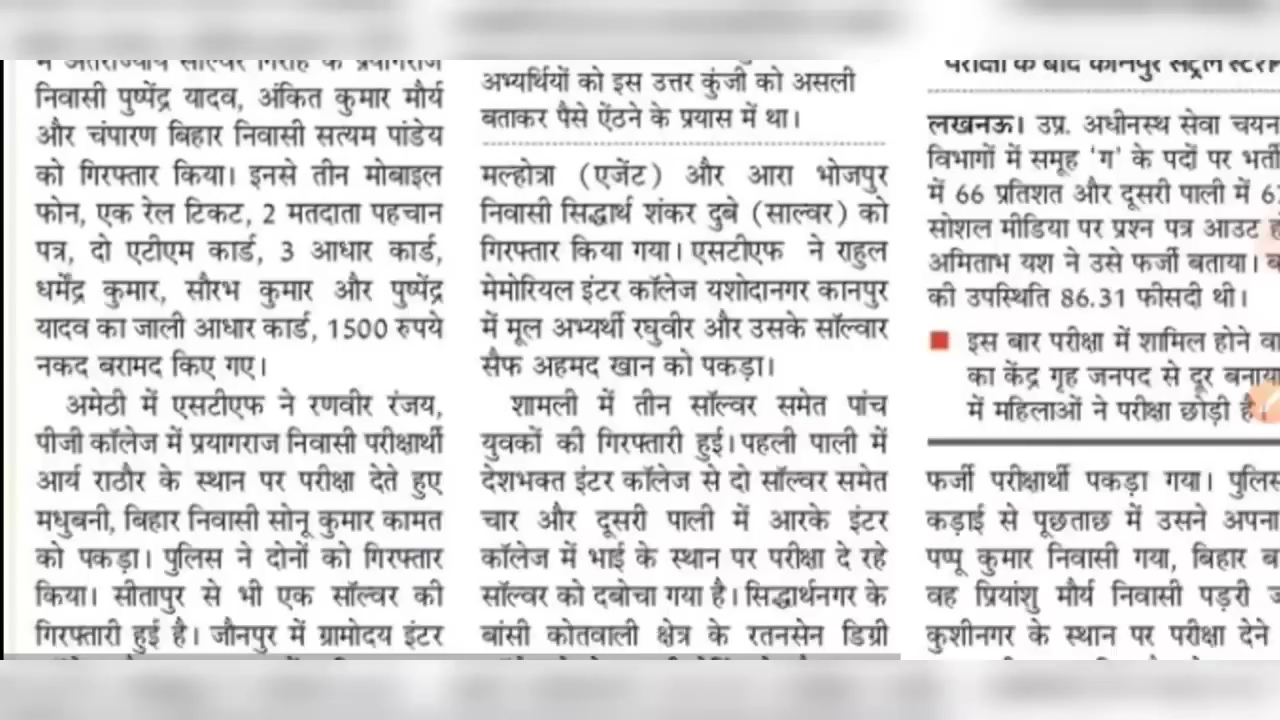 निवासी पुष्पेंद्र यादव, अंकित कुमार मौर्य
और चंपारण बिहार निवासी सत्यम पांडेय
को गिरफ्तार किया। इनसे तीन मोबाइल
फोन, एक रेल टिकट, 2 मतदाता पहचान
पत्र, दो एटीएम कार्ड, 3 आधार कार्ड,
धर्मेंद्र कुमार, सौरभ कुमार और पुष्पेंद्र
यादव का जाली आधार कार्ड, 1500 रुपये
नकद बरामद किए गए।
अमेठी में एसटीएफ ने रणवीर रंजय,
पीजी कॉलेज में प्रयागराज निवासी परीक्षार्थी
आर्य राठौर के स्थान पर परीक्षा देते हुए
मधुबनी, बिहार निवासी सोनू कुमार कामत
को पकड़ा। पुलिस ने दोनों को गिरफ्तार
किया। सीतापुर से भी एक सॉल्वर की
गिरफ्तारी हुई है। जौनपुर में ग्रामोदय इंटर
अभ्यर्थियों को इस उत्तर कुंजी को असली
बताकर पैसे ऐंठने के प्रयास में था।
मल्होत्रा (एजेंट) और आरा भोजपुर
निवासी सिद्धार्थ शंकर दुबे (साल्वर) को
गिरफ्तार किया गया। एसटीएफ ने राहुल
मेमोरियल इंटर कॉलेज यशोदानगर कानपुर
में मूल अभ्यर्थी रघुवीर और उसके सॉल्वार
सैफ अहमद खान को पकड़ा।
शामली में तीन सॉल्वर समेत पांच
युवकों की गिरफ्तारी हुई। पहली पाली में
देशभक्त इंटर कॉलेज से दो सॉल्वर समेत
चार और दूसरी पाली में आरके इंटर
कॉलेज में भाई के स्थान पर परीक्षा दे रहे
सॉल्वर को दबोचा गया है। सिद्धार्थनगर के
बांसी कोतवाली क्षेत्र के रतनसेन डिग्री
परीक्षा के बाद कानपुर सेंट्रल
लखनऊ। उप्र. अधीनस्थ सेवा चयन
विभागों में समूह 'ग' के पदों पर भर्ती
में 66 प्रतिशत और दूसरी पाली में
सोशल मीडिया पर प्रश्न पत्र आउट
अमिताभ यश ने उसे फर्जी बताया।
की उपस्थिति 86.31 फीसदी थी।
इस बार परीक्षा में शामिल होने
का केंद्र गृह जनपद से दूर बनाया
में महिलाओं ने परीक्षा छोड़ी है।
फर्जी परीक्षार्थी पकड़ा गया।
कड़ाई से पूछताछ में उसने अपना
पप्पू कुमार निवासी गया, बिहार
वह प्रियांशु मौर्य निवासी पड़री
कुशीनगर के स्थान पर परीक्षा देने